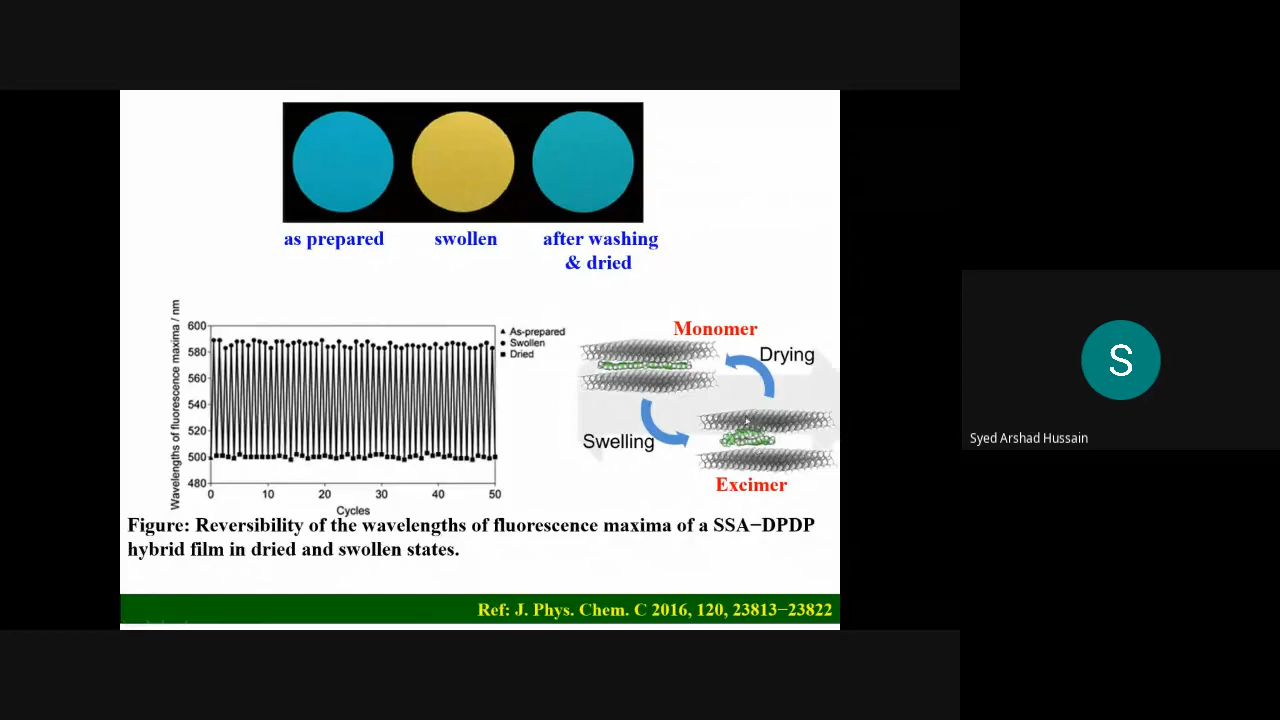 as prepared
swollen
after washing
& dried
Wavelengths of fluorescence maxima / nm
600
580
560
540
520
500
480
0
10
20
30
40
50
Cycles
As-prepared
Swollen
Dried
Monomer
Drying
Swelling
Excimer
Figure: Reversibility of the wavelengths of fluorescence maxima of a SSA−DPDP
hybrid film in dried and swollen states.
Ref: J. Phys. Chem. C 2016, 120, 23813−23822
S
Syed Arshad Hussain